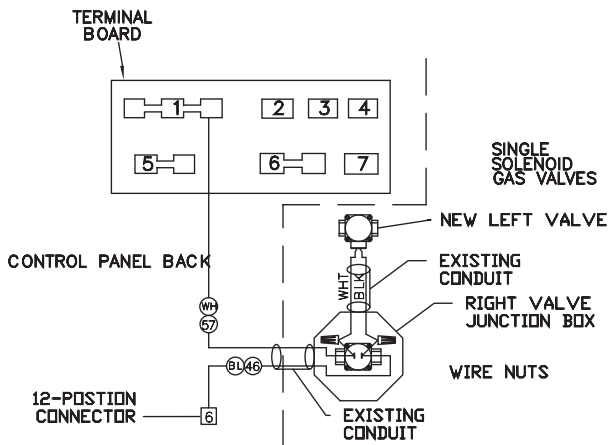 TERMINAL
BOARD
1
2
3
4
5
6
7
SINGLE
SOLENOID
GAS VALVES
NEW LEFT VALVE
CONTROL PANEL BACK
WHT
BLK
EXISTING
CONDUIT
RIGHT VALVE
JUNCTION BOX
WH
57
WIRE NUTS
BL
46
12-POSTION
CONNECTOR
6
EXISTING
CONDUIT